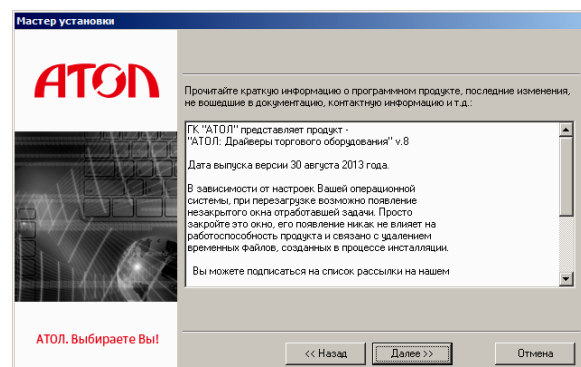 Мастер установки
АТОЛ
Прочитайте краткую информацию о программном продукте, последние изменения,
не вошедшие в документацию, контактную информацию и т.д.:
ГК "АТОЛ" представляет продукт -
"АТОЛ: Драйверы торгового оборудования" v.8
Дата выпуска версии 30 августа 2013 года.
В зависимости от настроек Вашей операционной
системы, при перезагрузке возможно появление
незакрытого окна отработавшей задачи. Просто
закройте это окно, его появление никак не влияет на
работоспособность продукта и связано с удалением
временных файлов, созданных в процессе инсталляции.
Вы можете подписаться на список рассылки на нашем
АТОЛ. Выбираете Вы!
<< Назад
Далее >>
Отмена